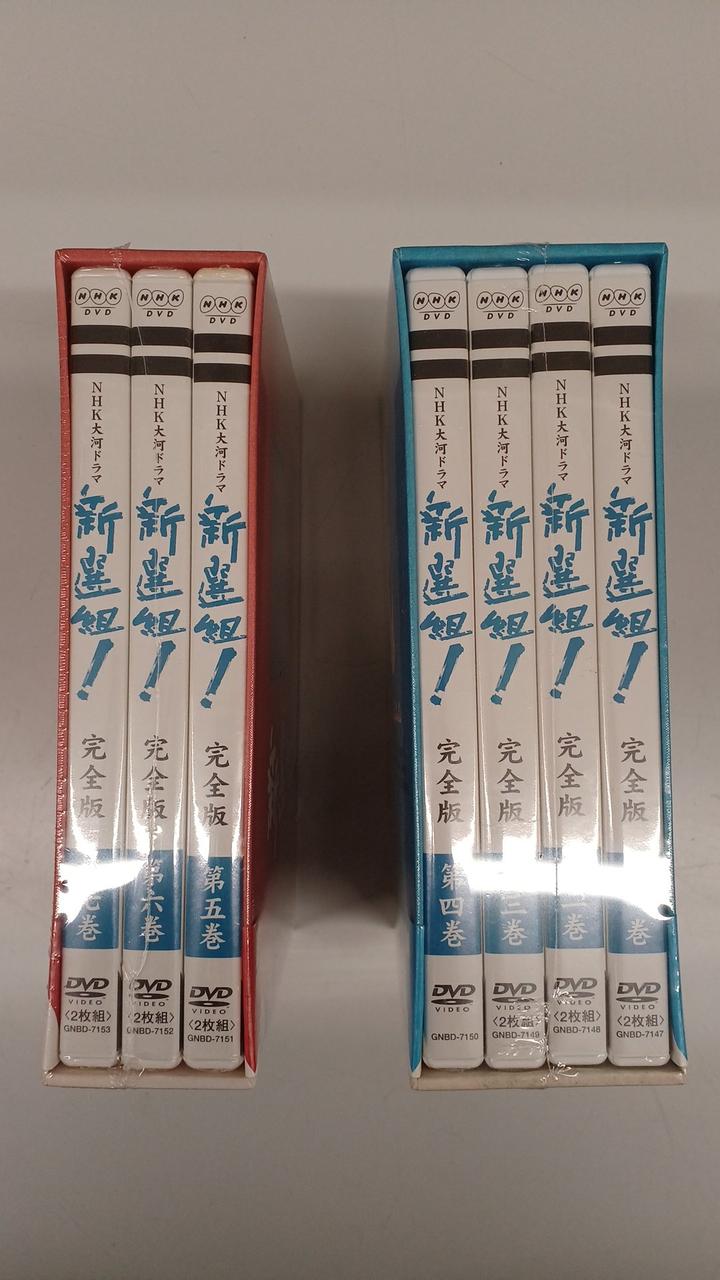 NHK
DVD
NHK大河ドラマ
新選組!
完全版
七巻
DVD
VIDEO
〈2枚組〉
GNBD-7153
NHK
DVD
NHK大河ドラマ
新選組!
完全版
第六巻
DVD
VIDEO
〈2枚組〉
GNBD-7152
NHK
DVD
NHK大河ドラマ
新選組!
完全版
第五巻
DVD
VIDEO
〈2枚組〉
GNBD-7151
NHK
DVD
NHK大河ドラマ
新選組!
完全版
第四巻
DVD
VIDEO
〈2枚組〉
GNBD-7150
NHK
DVD
NHK大河ドラマ
新選組!
完全版
三巻
DVD
VIDEO
〈2枚組〉
GNBD-7149
NHK
DVD
NHK大河ドラマ
新選組!
完全版
巻
DVD
VIDEO
〈2枚組〉
GNBD-7148
NHK
DVD
NHK大河ドラマ
新選組!
完全版
巻
DVD
VIDEO
〈2枚組〉
GNBD-7147